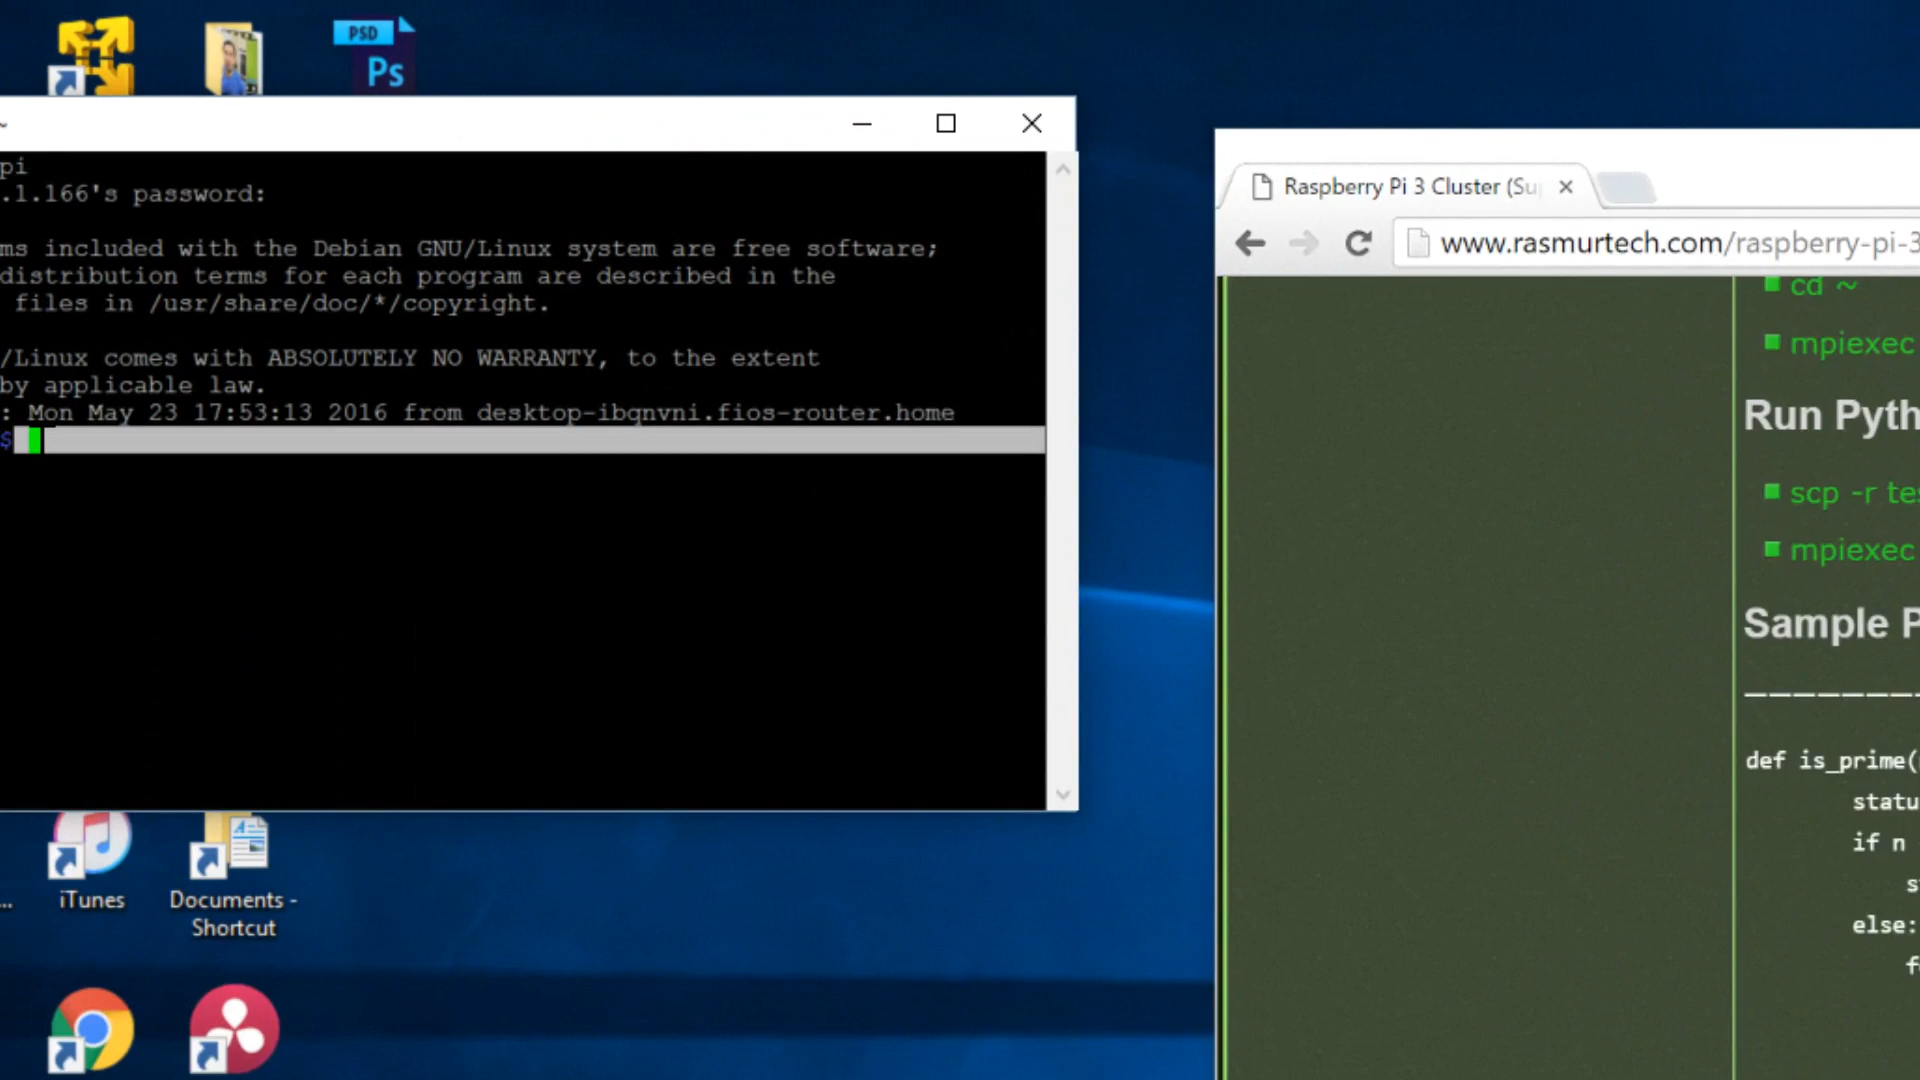 PSD
Ps
~
pi
.1.166's password:
ms included with the Debian GNU/Linux system are free software;
distribution terms for each program are described in the
files in /usr/share/doc/*/copyright.
/Linux comes with ABSOLUTELY NO WARRANTY, to the extent
by applicable law.
: Mon May 23 17:53:13 2016 from desktop-ibqnvni.fios-router.home
$
...
iTunes
Documents -
Shortcut
Raspberry Pi 3 Cluster (Su
www.rasmurtech.com/raspberry-pi-3
cd ~
mpiexec
Run Pyth
scp -r tes
mpiexec
Sample P
def is_prime(
statu
if n
s
else:
f